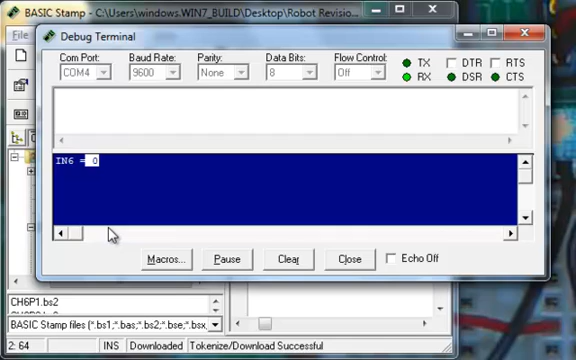 BASIC Stamp - C:\Users\windows.WIN7_BUILD\Desktop\Robot Revisio...
File
Debug Terminal
Com Port: Baud Rate: Parity: Data Bits: Flow Control:
COM4 9600 None 8 Off
TX DTR RTS
RX DSR CTS
IN6 = 0
Macros... Pause Clear Close Echo Off
CH6P1.bs2
BASIC Stamp files (*.bs1;*.bas;*.bs2;*.bse;*.bsx,
2: 64 INS Downloaded Tokenize/Download Successful